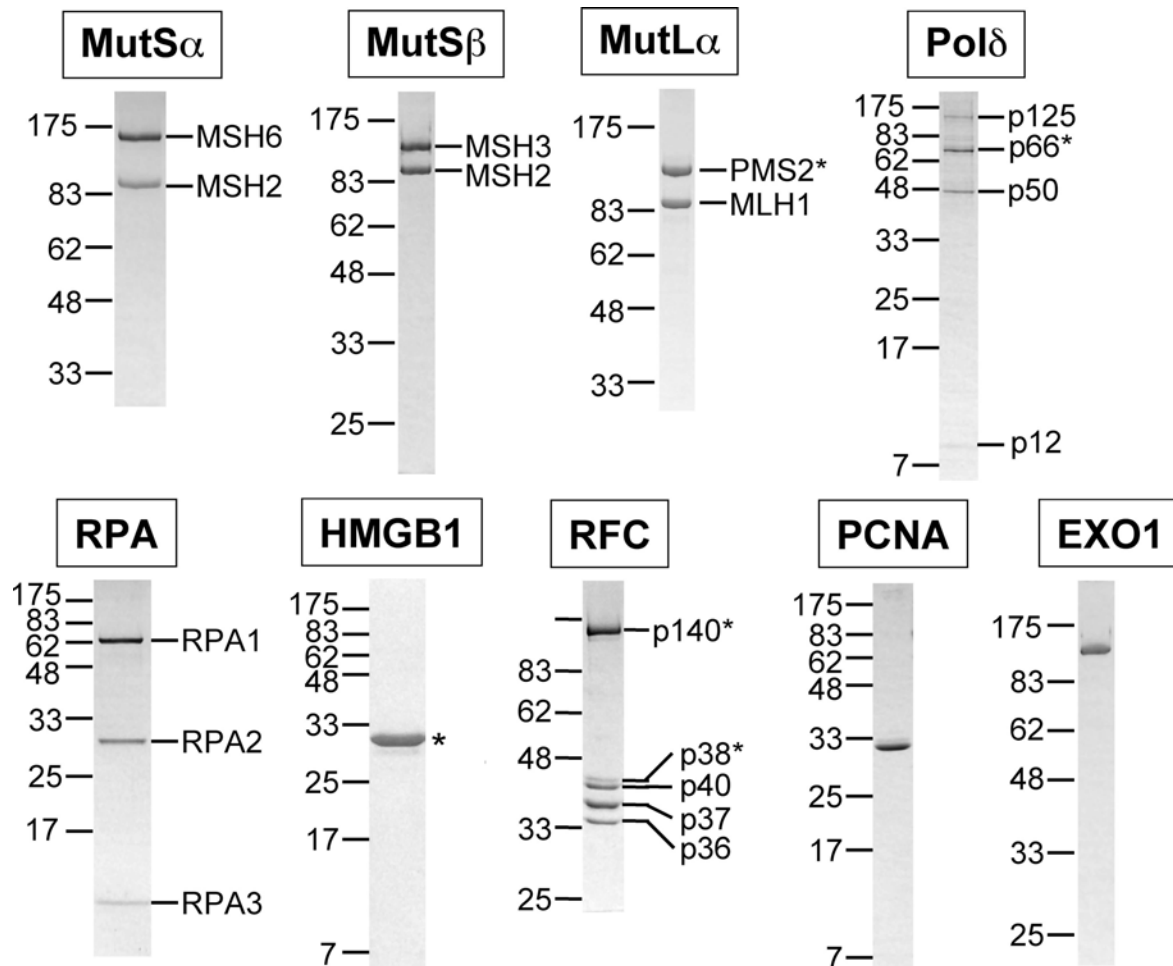 MutSα
175
MSH6
83
MSH2
62
48
33
MutSβ
175
MSH3
83
MSH2
62
48
33
25
MutLα
175
PMS2*
83
MLH1
62
48
33
Polδ
175
p125
83
p66*
62
48
p50
33
25
17
p12
7
RPA
175
83
62
RPA1
48
33
RPA2
25
17
RPA3
HMGB1
175
83
62
48
33
*
25
17
7
RFC
p140*
83
62
48
p38*
p40
p37
33
p36
25
PCNA
175
83
62
48
33
25
17
7
EXO1
175
83
62
48
33
25